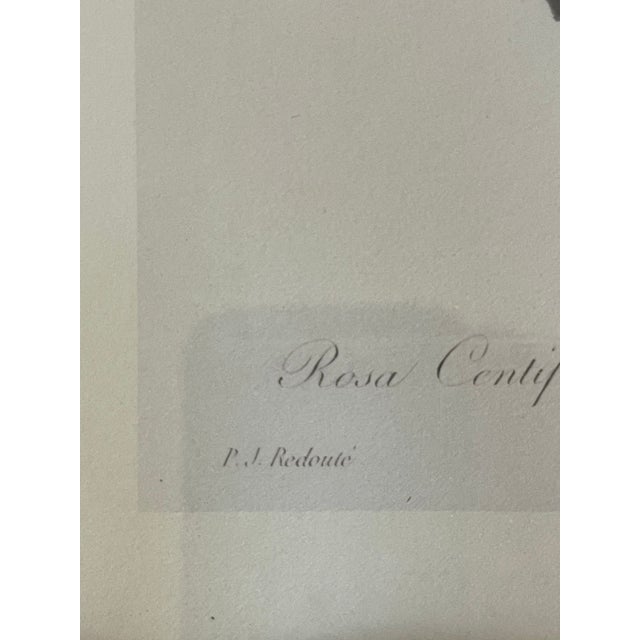 Rosa Centif
P. J. Redouté